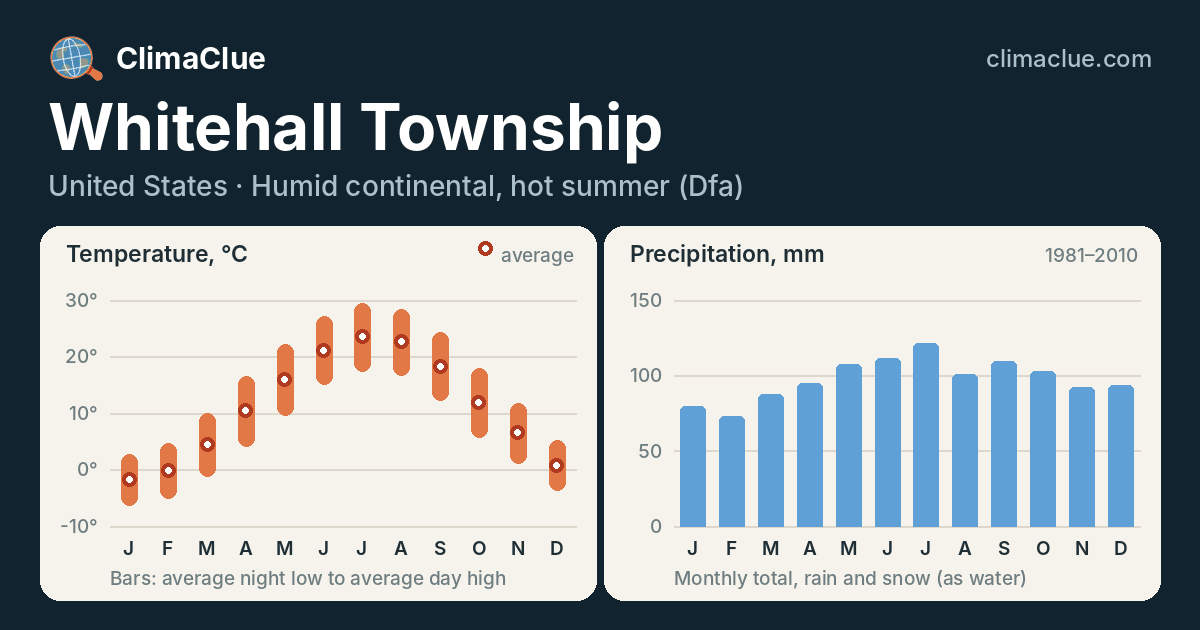 ClimaClue
climaclue.com
Whitehall Township
United States · Humid continental, hot summer (Dfa)
Temperature, °C
average
30°
20°
10°
0°
-10°
J F M A M J J A S O N D
Bars: average night low to average day high
Precipitation, mm
1981–2010
150
100
50
0
J F M A M J J A S O N D
Monthly total, rain and snow (as water)